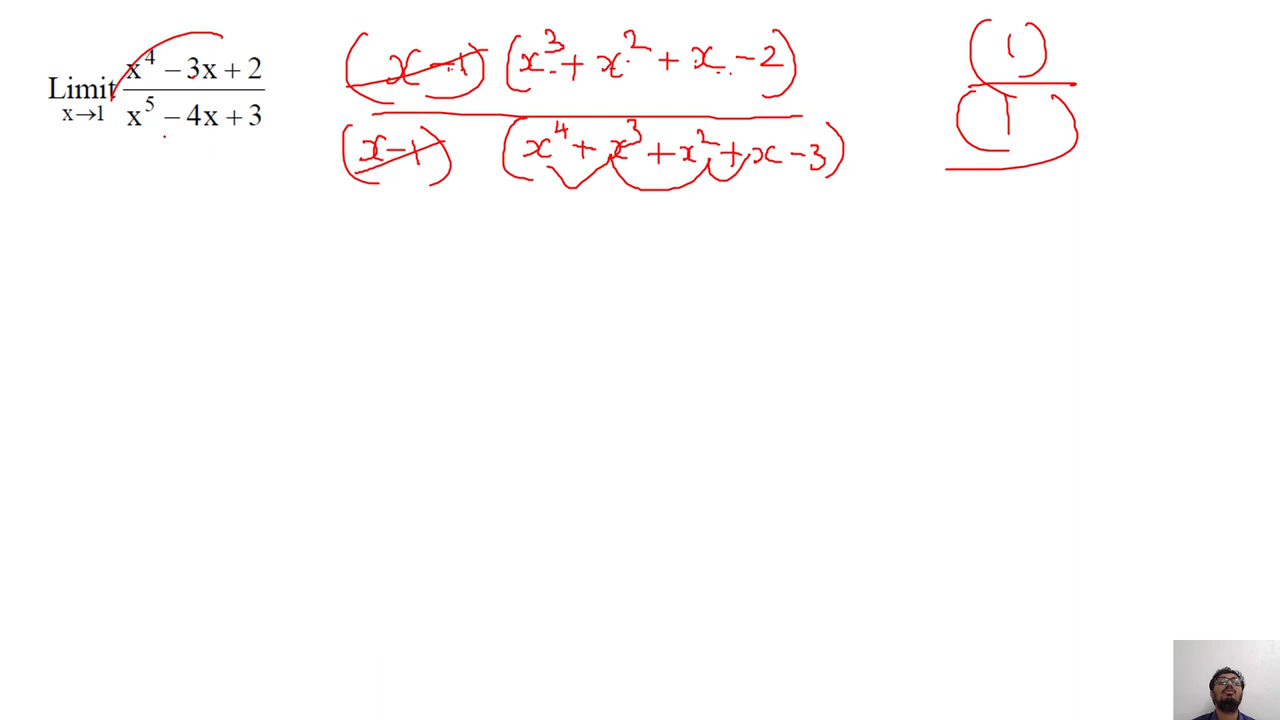 Limit x→1 (x⁴ − 3x + 2)/(x⁵ − 4x + 3)
(x − 1) (x³ + x² + x − 2)
(x − 1) (x⁴ + x³ + x² + x − 3)
(1)
(1)